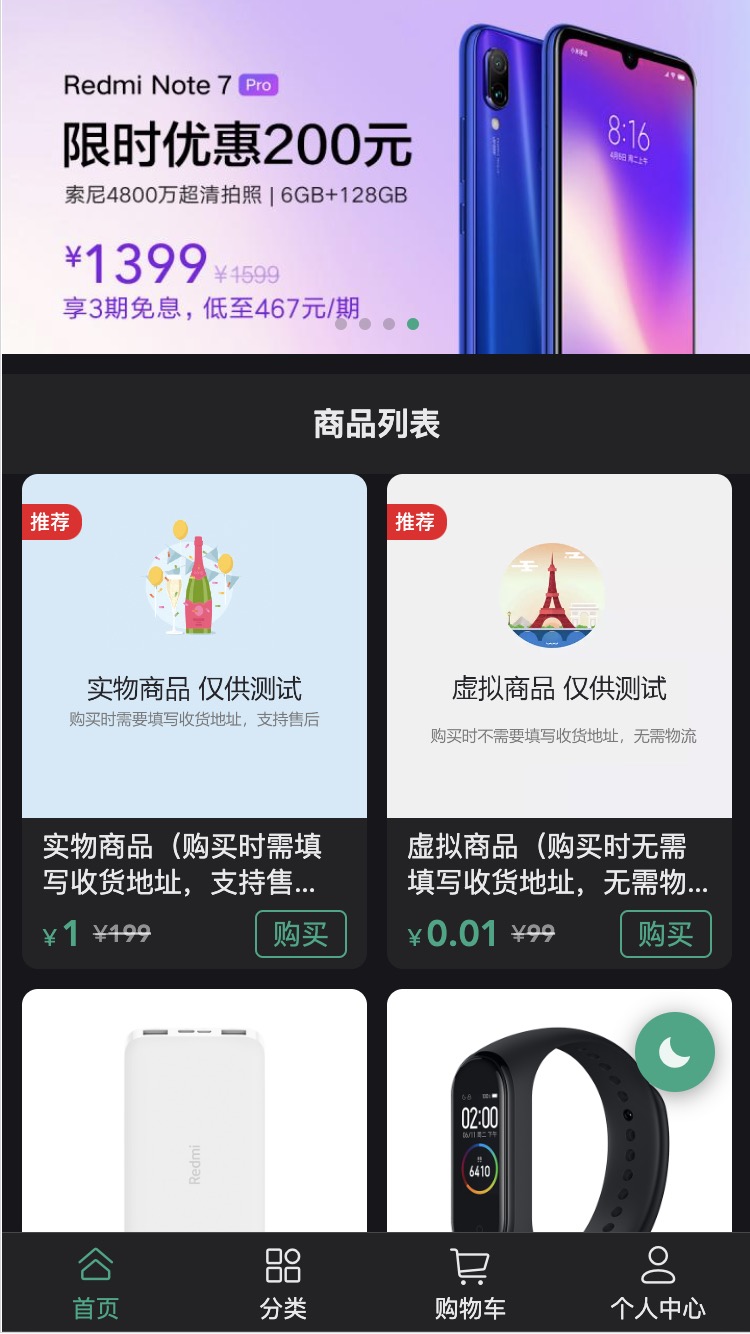 Redmi Note 7 Pro
限时优惠200元
索尼4800万超清拍照 | 6GB+128GB
¥1399 ¥1599
享3期免息，低至467元/期
8:16
商品列表
推荐
实物商品 仅供测试
购买时需要填写收货地址，支持售后
实物商品（购买时需填
写收货地址，支持售...
¥1 ¥199 购买
推荐
虚拟商品 仅供测试
购买时不需要填写收货地址，无需物流
虚拟商品（购买时无需
填写收货地址，无需物...
¥0.01 ¥99 购买
Redmi
02:00
6410
首页 分类 购物车 个人中心